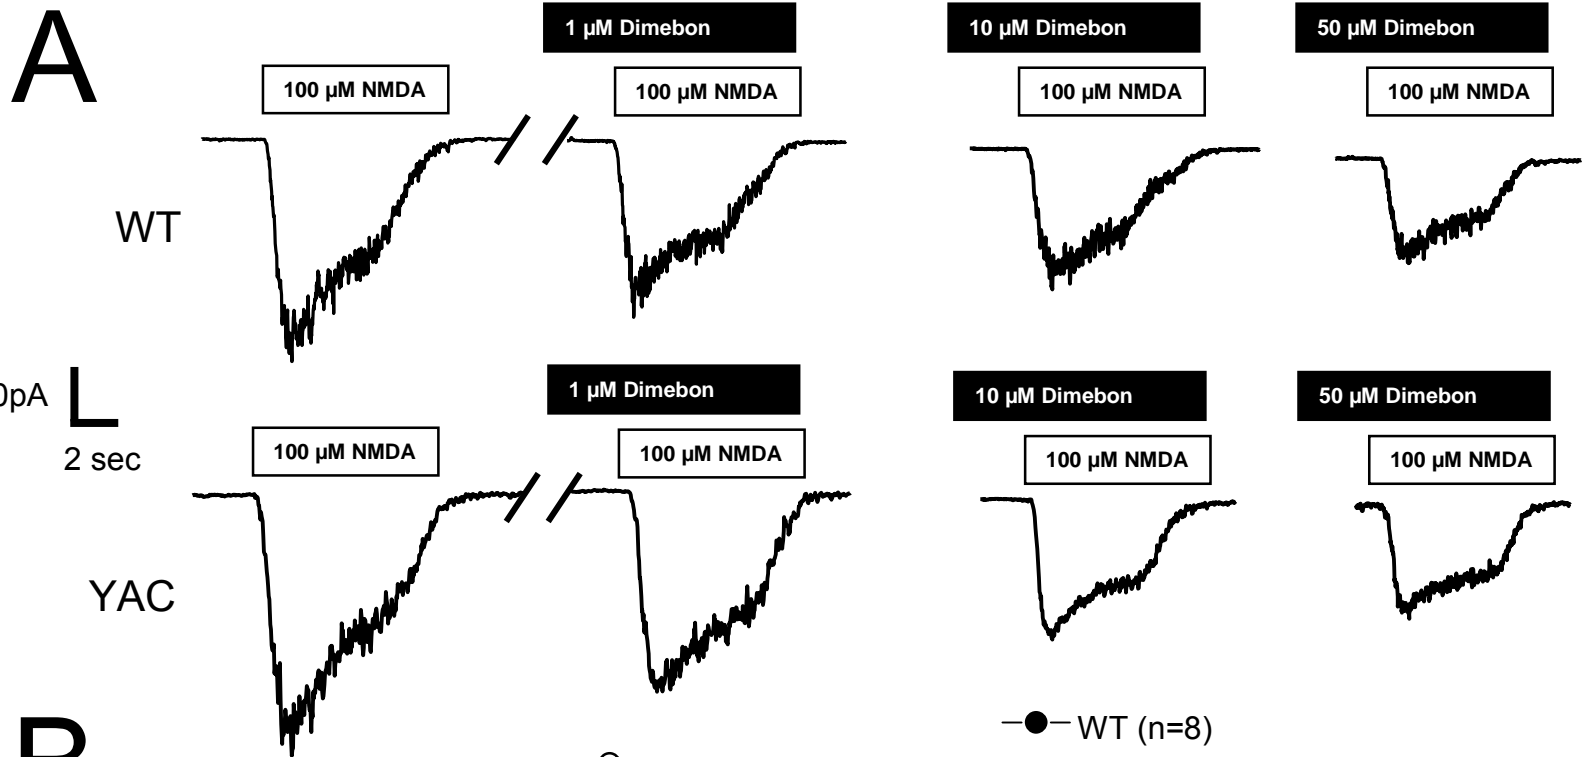 A
1 µM Dimebon
10 µM Dimebon
50 µM Dimebon
100 µM NMDA
100 µM NMDA
100 µM NMDA
100 µM NMDA
WT
1 µM Dimebon
10 µM Dimebon
50 µM Dimebon
0pA
2 sec
100 µM NMDA
100 µM NMDA
100 µM NMDA
100 µM NMDA
YAC
B
WT (n=8)